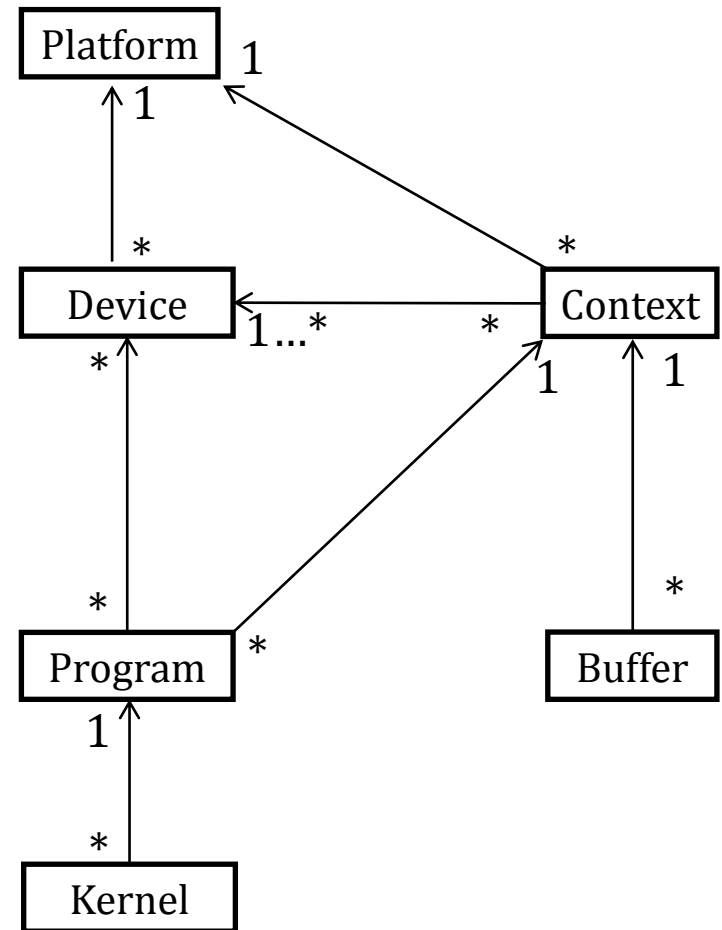 Platform
1
1
*
*
Device
Context
1...*
*
*
1
1
*
*
*
Program
Buffer
1
*
Kernel